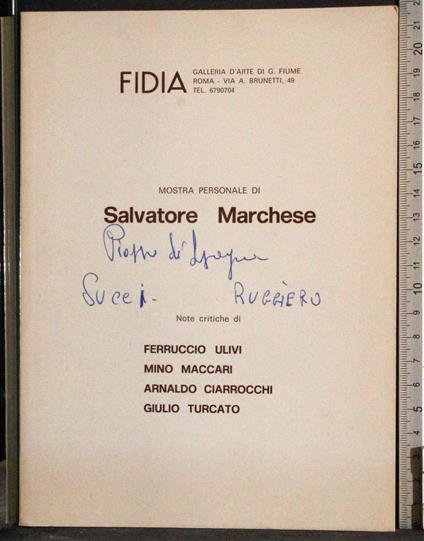 FIDIA
GALLERIA D'ARTE DI G. FIUME
ROMA - VIA A. BRUNETTI, 49
TEL. 6790704
MOSTRA PERSONALE DI
Salvatore Marchese
di Spagna
Succi- RUGGIERO
Note critiche di
FERRUCCIO ULIVI
MINO MACCARI
ARNALDO CIARROCCHI
GIULIO TURCATO